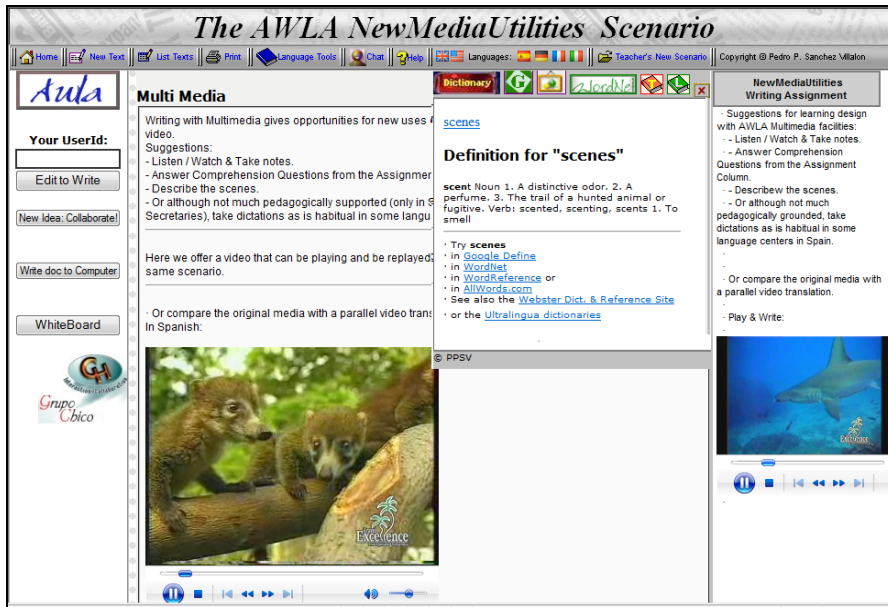 The AWLA NewMediaUtilities Scenario
Home New Text List Texts Print Language Tools Chat Help Languages: Teacher's New Scenario Copyright @ Pedro P. Sanchez Villalon
Aula
Your UserId:
Edit to Write
New Idea: Collaborate!
Write doc to Computer
WhiteBoard
Grupo
Chico
Multi Media
Writing with Multimedia gives opportunities for new uses
video.
Suggestions:
- Listen / Watch & Take notes.
- Answer Comprehension Questions from the Assignmer
- Describe the scenes.
- Or although not much pedagogically supported (only in S
Secretaries), take dictations as is habitual in some langu
Here we offer a video that can be playing and be replayed
same scenario.
· Or compare the original media with a parallel video trans
In Spanish:
Excellence
Dictionary G WordNet T L x
scenes
Definition for "scenes"
scent Noun 1. A distinctive odor. 2. A
perfume. 3. The trail of a hunted animal or
fugitive. Verb: scented, scenting, scents 1. To
smell
· Try scenes
· in Google Define
· in WordNet
· in WordReference or
· in AllWords.com
· See also the Webster Dict. & Reference Site
· or the Ultralingua dictionaries
© PPSV
NewMediaUtilities
Writing Assignment
· Suggestions for learning design
with AWLA Multimedia facilities:
· - Listen / Watch & Take notes.
· - Answer Comprehension
Questions from the Assignment
Column.
· - Describew the scenes.
· - Or although not much
pedagogically grounded, take
dictations as is habitual in some
language centers in Spain.
· Or compare the original media with
a parallel video translation.
· Play & Write:
Excellence